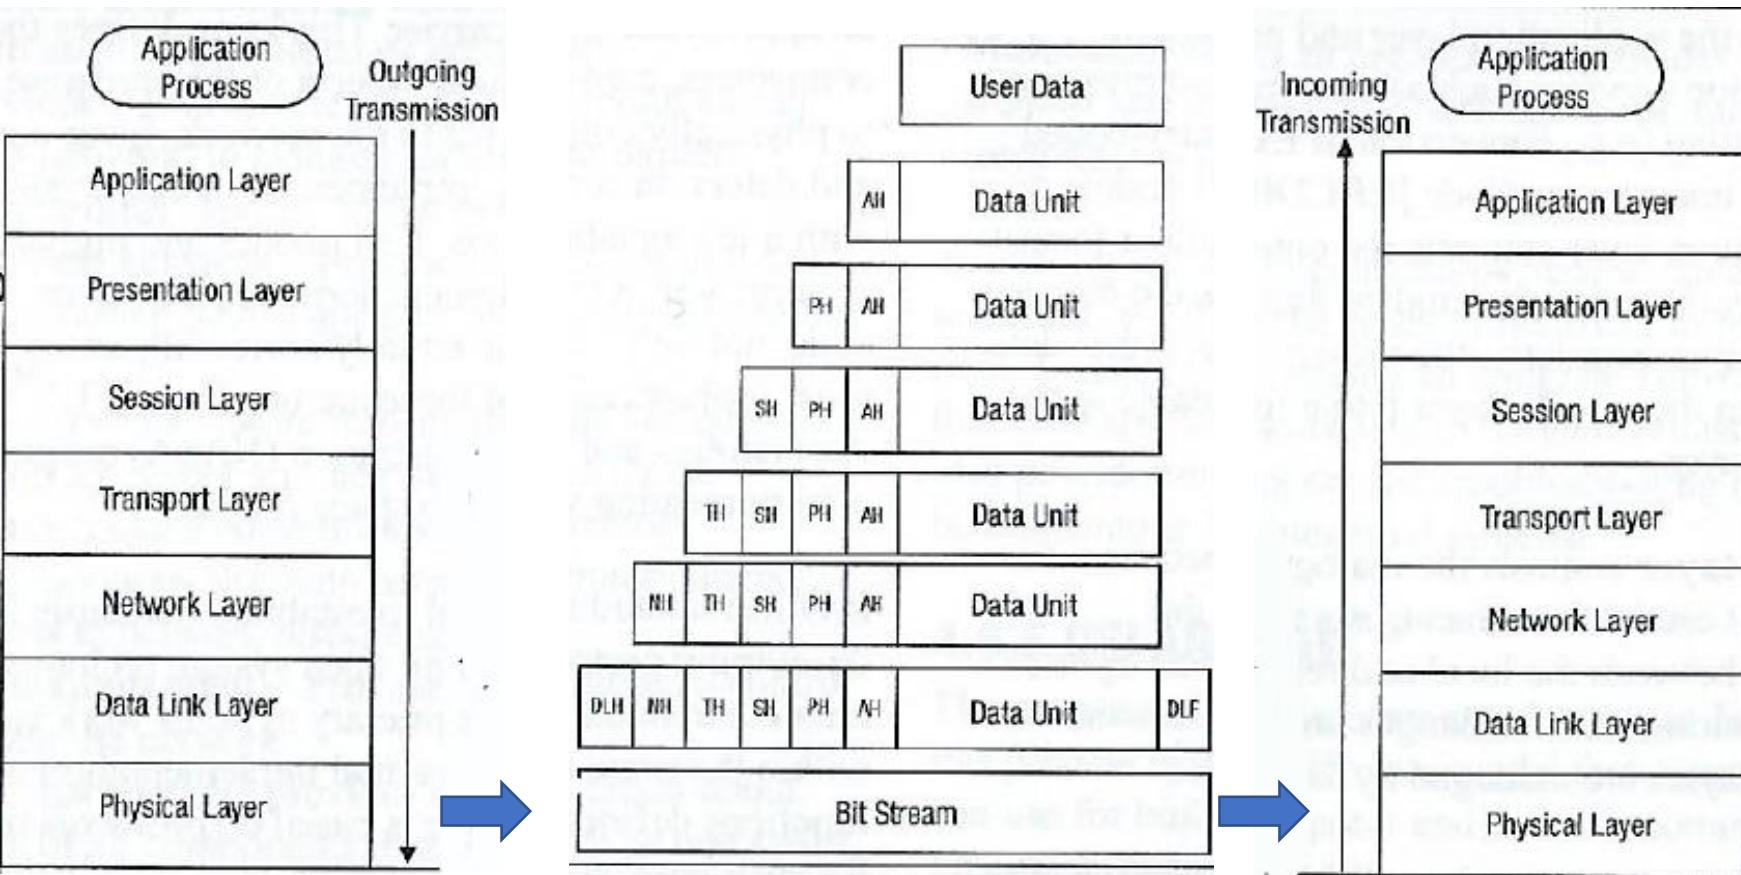 Application
Process
Outgoing
Transmission
Application Layer
Presentation Layer
Session Layer
Transport Layer
Network Layer
Data Link Layer
Physical Layer
User Data
AH Data Unit
PH AH Data Unit
SH PH AH Data Unit
TH SH PH AH Data Unit
NH TH SH PH AH Data Unit
DLH NH TH SH PH AH Data Unit DLF
Bit Stream
Incoming
Transmission
Application
Process
Application Layer
Presentation Layer
Session Layer
Transport Layer
Network Layer
Data Link Layer
Physical Layer